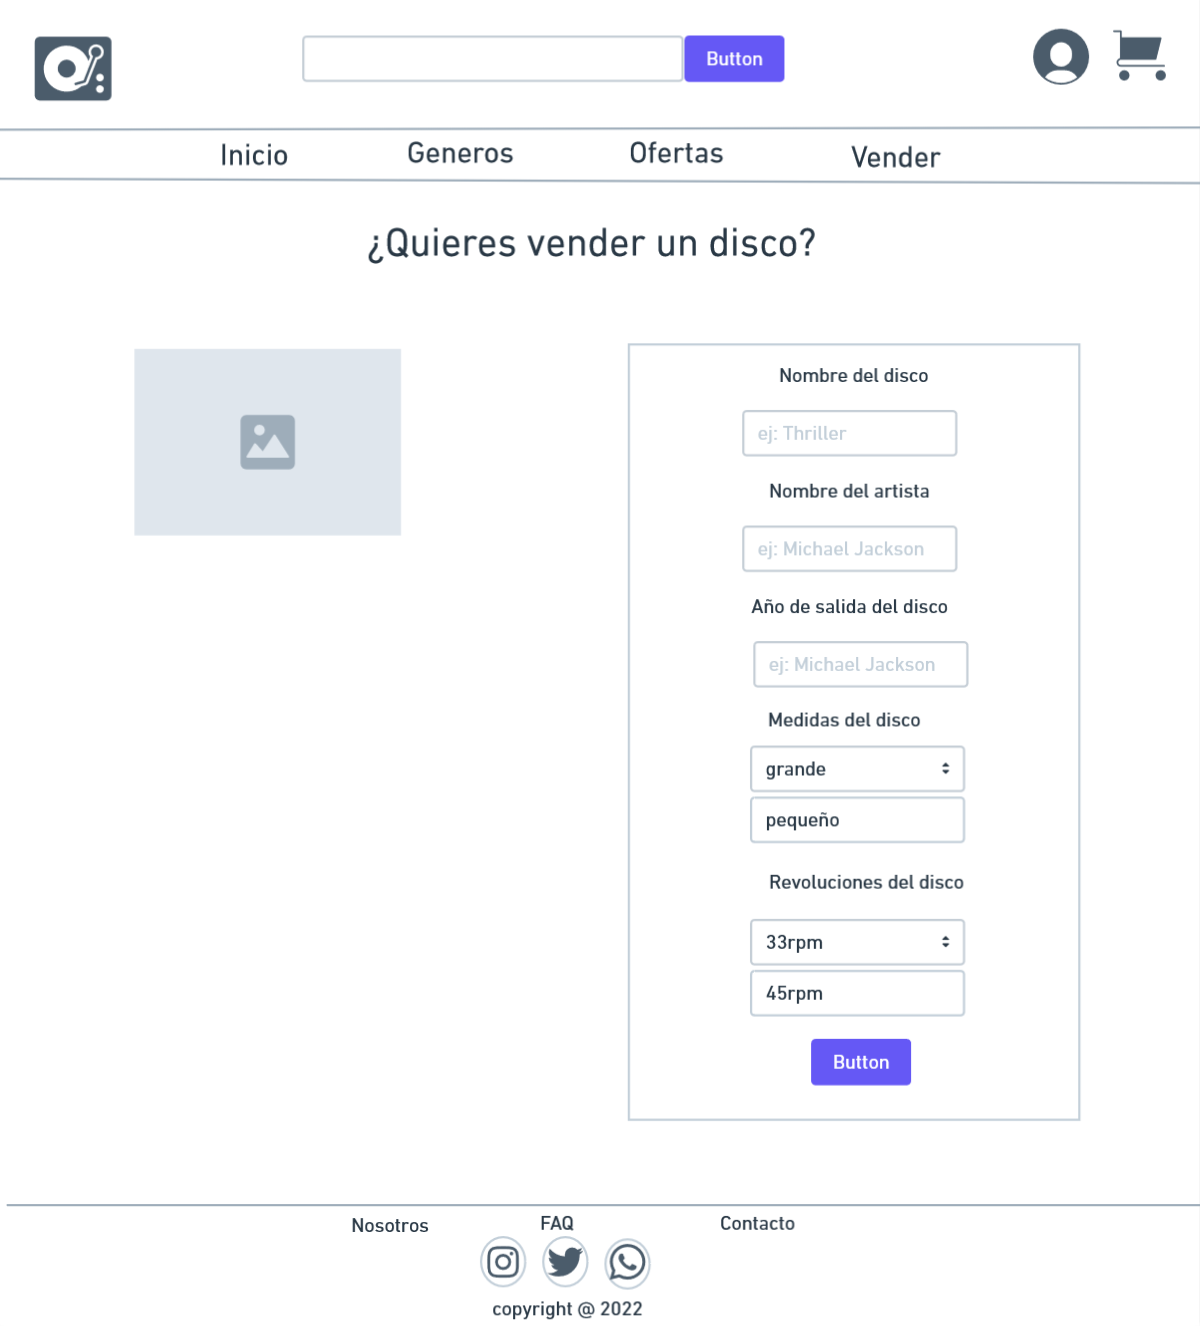 Button
Inicio Generos Ofertas Vender
¿Quieres vender un disco?
Nombre del disco
ej: Thriller
Nombre del artista
ej: Michael Jackson
Año de salida del disco
ej: Michael Jackson
Medidas del disco
grande
pequeño
Revoluciones del disco
33rpm
45rpm
Button
Nosotros FAQ Contacto
copyright @ 2022